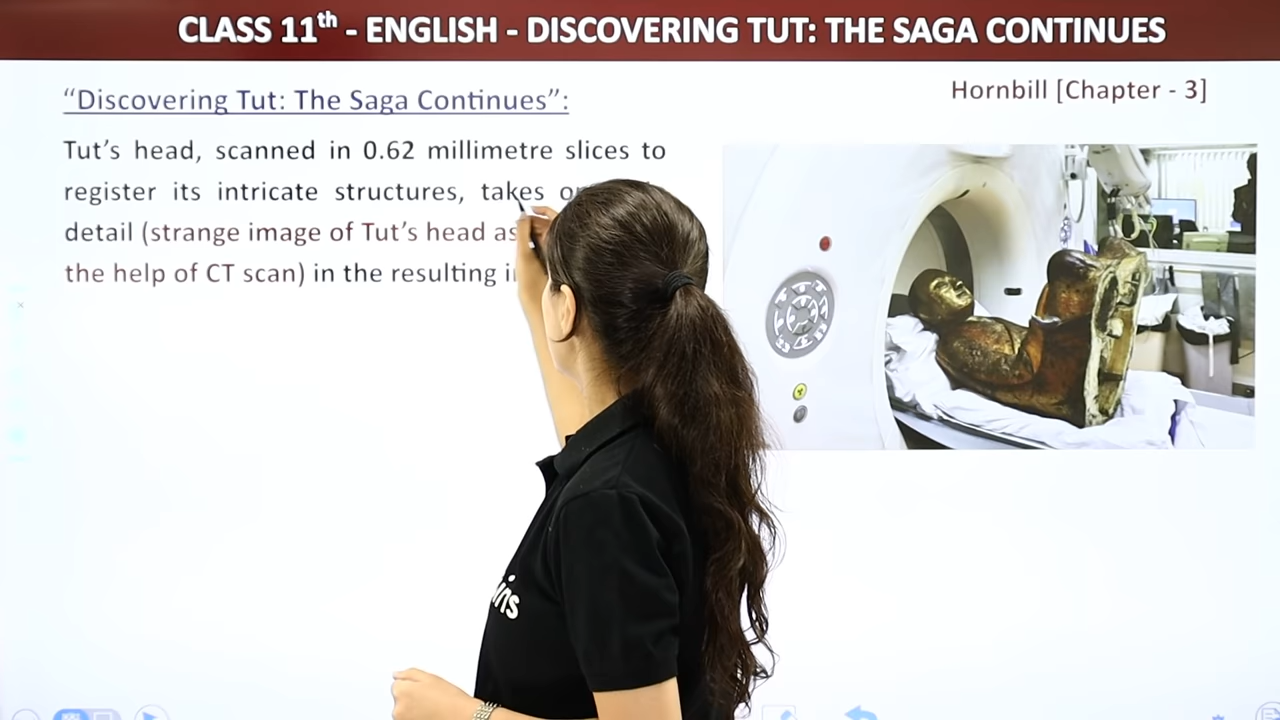 CLASS 11th - ENGLISH - DISCOVERING TUT: THE SAGA CONTINUES
Hornbill [Chapter - 3]
“Discovering Tut: The Saga Continues”:
Tut’s head, scanned in 0.62 millimetre slices to
register its intricate structures, takes
detail (strange image of Tut’s head as
the help of CT scan) in the resulting